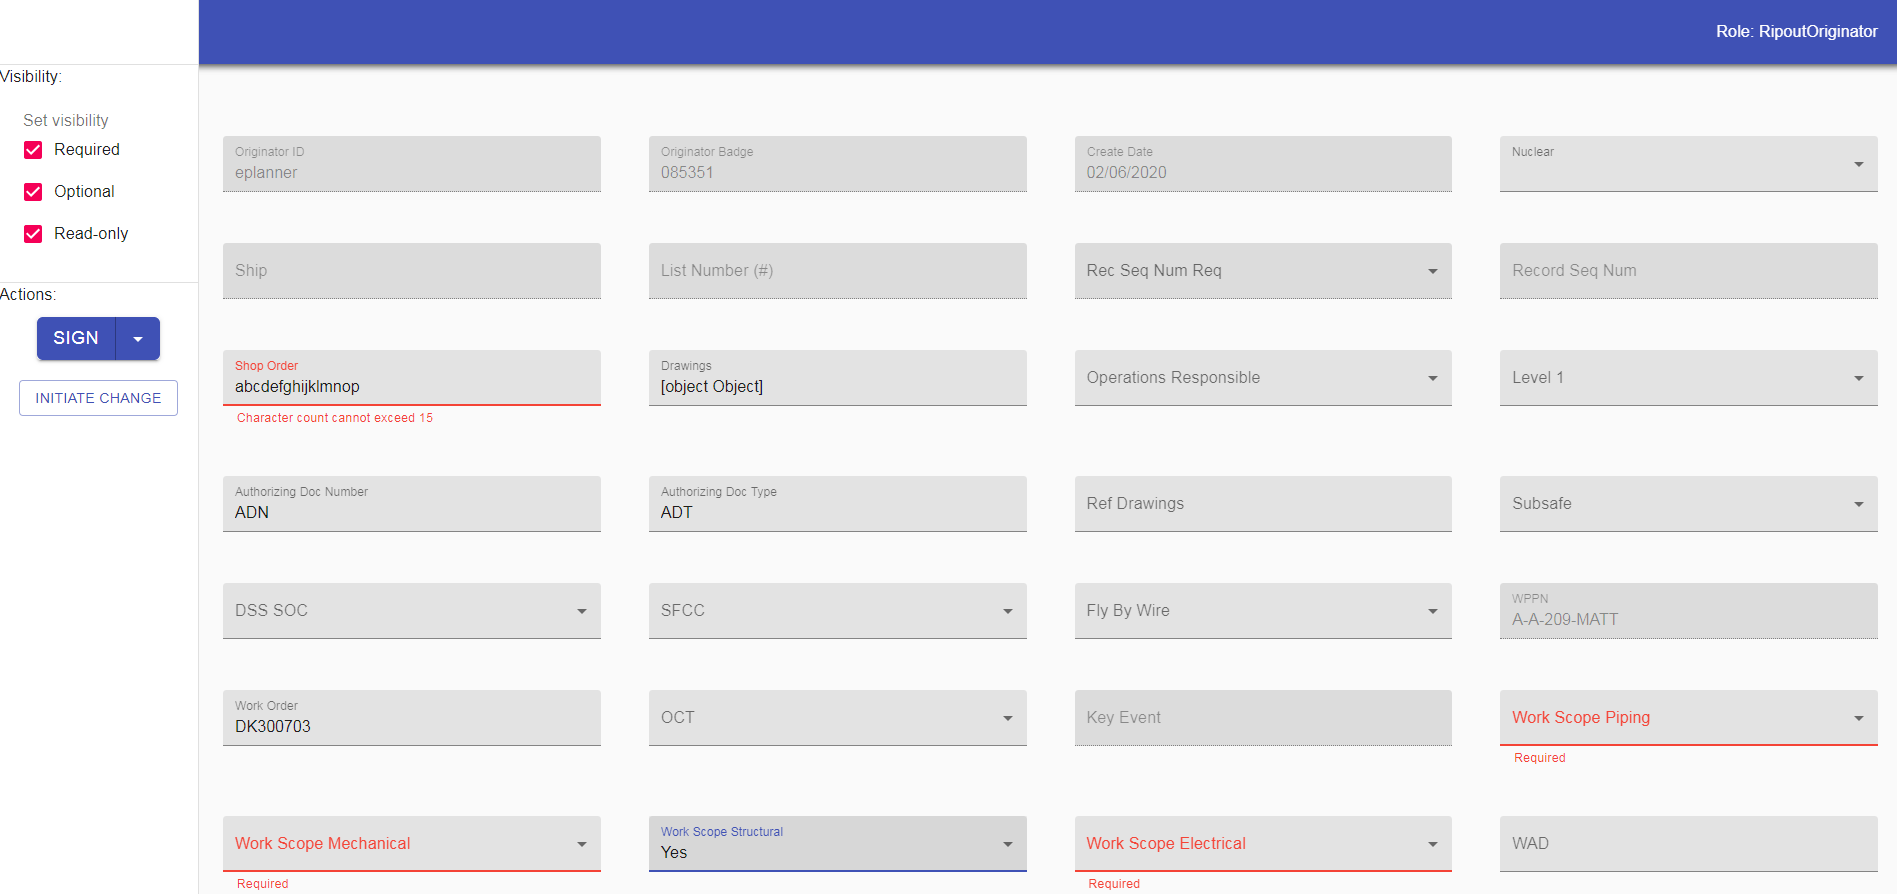 Role: RipoutOriginator
Visibility:
Set visibility
Required
Optional
Read-only
Actions:
SIGN
INITIATE CHANGE
Originator ID
eplanner
Originator Badge
085351
Create Date
02/06/2020
Nuclear
Ship
List Number (#)
Rec Seq Num Req
Record Seq Num
Shop Order
abcdefghijklmnop
Character count cannot exceed 15
Drawings
[object Object]
Operations Responsible
Level 1
Authorizing Doc Number
ADN
Authorizing Doc Type
ADT
Ref Drawings
Subsafe
DSS SOC
SFCC
Fly By Wire
WPPN
A-A-209-MATT
Work Order
DK300703
OCT
Key Event
Work Scope Piping
Required
Work Scope Mechanical
Required
Work Scope Structural
Yes
Work Scope Electrical
Required
WAD